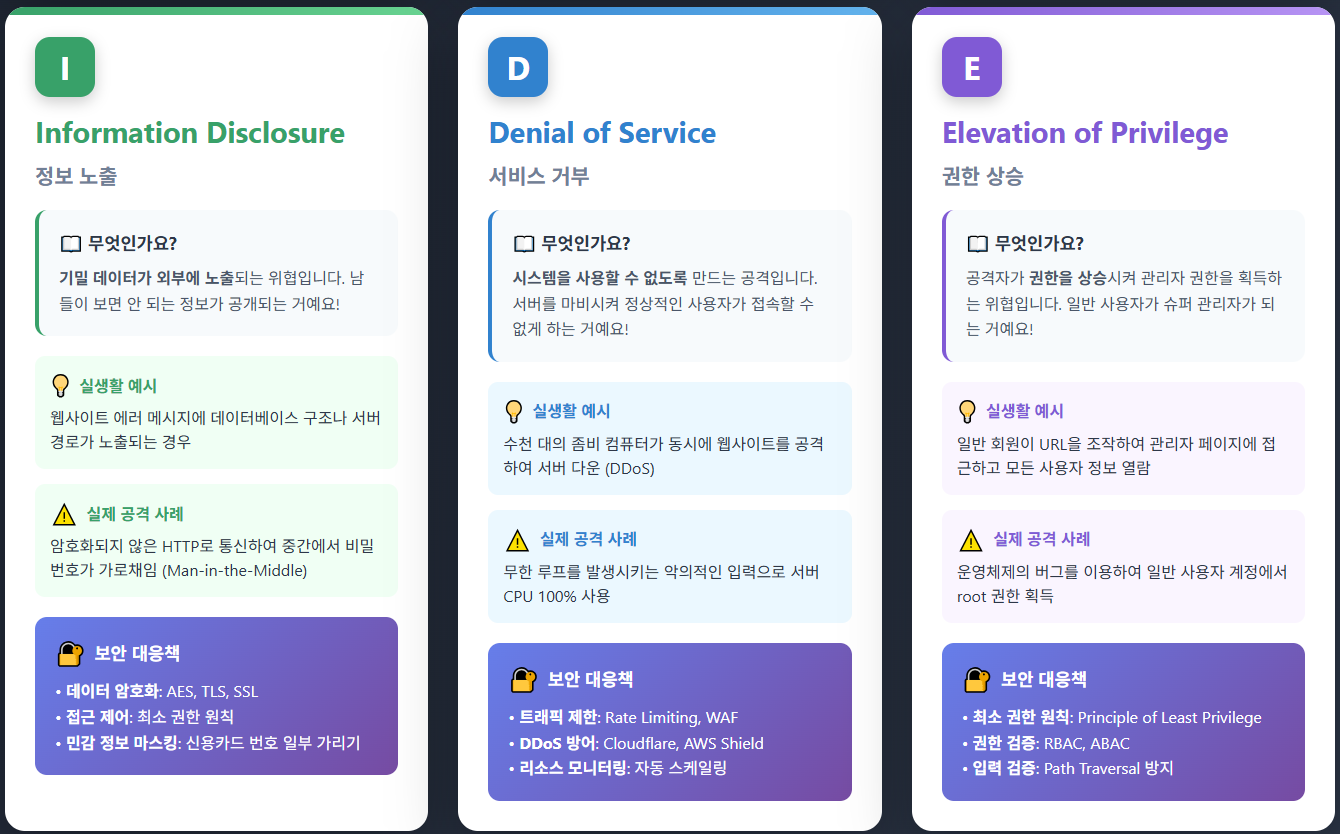 I
Information Disclosure
정보 노출
무엇인가요?
기밀 데이터가 외부에 노출되는 위협입니다. 남
들이 보면 안 되는 정보가 공개되는 거예요!
실생활 예시
웹사이트 에러 메시지에 데이터베이스 구조나 서버
경로가 노출되는 경우
실제 공격 사례
암호화되지 않은 HTTP로 통신하여 중간에서 비밀
번호가 가로채임 (Man-in-the-Middle)
보안 대응책
• 데이터 암호화: AES, TLS, SSL
• 접근 제어: 최소 권한 원칙
• 민감 정보 마스킹: 신용카드 번호 일부 가리기
D
Denial of Service
서비스 거부
무엇인가요?
시스템을 사용할 수 없도록 만드는 공격입니다.
서버를 마비시켜 정상적인 사용자가 접속할 수
없게 하는 거예요!
실생활 예시
수천 대의 좀비 컴퓨터가 동시에 웹사이트를 공격
하여 서버 다운 (DDoS)
실제 공격 사례
무한 루프를 발생시키는 악의적인 입력으로 서버
CPU 100% 사용
보안 대응책
• 트래픽 제한: Rate Limiting, WAF
• DDoS 방어: Cloudflare, AWS Shield
• 리소스 모니터링: 자동 스케일링
E
Elevation of Privilege
권한 상승
무엇인가요?
공격자가 권한을 상승시켜 관리자 권한을 획득하
는 위협입니다. 일반 사용자가 슈퍼 관리자가 되
는 거예요!
실생활 예시
일반 회원이 URL을 조작하여 관리자 페이지에 접
근하고 모든 사용자 정보 열람
실제 공격 사례
운영체제의 버그를 이용하여 일반 사용자 계정에서
root 권한 획득
보안 대응책
• 최소 권한 원칙: Principle of Least Privilege
• 권한 검증: RBAC, ABAC
• 입력 검증: Path Traversal 방지